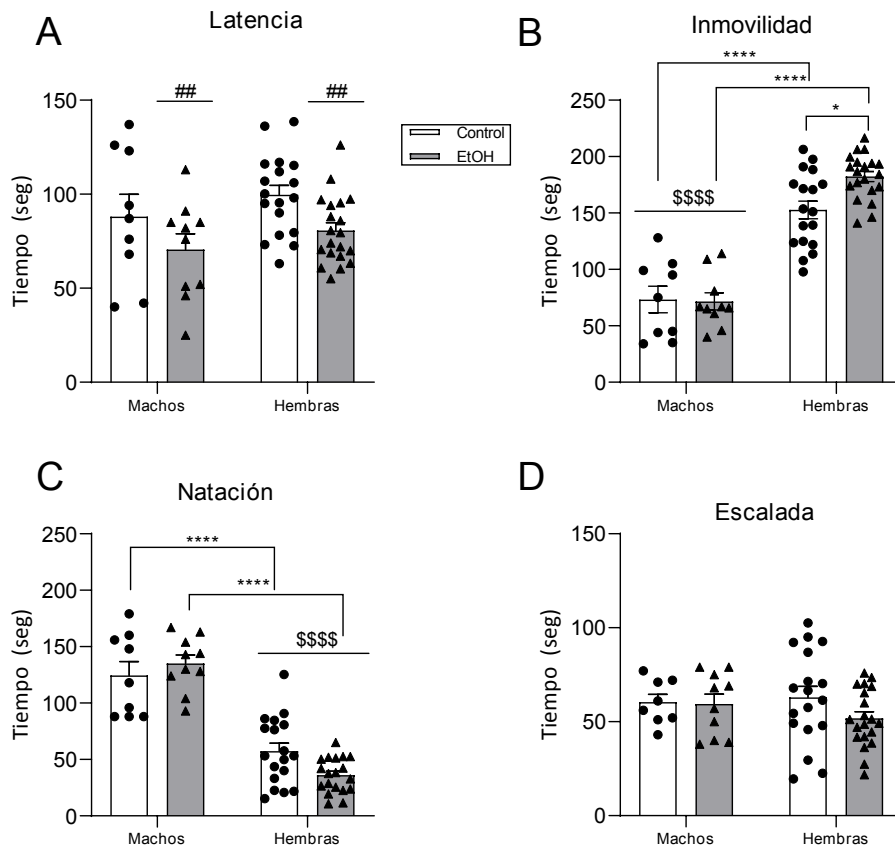 A
Latencia
Tiempo (seg)
150
100
50
0
##
##
Machos
Hembras
Control
EtOH
B
Inmovilidad
Tiempo (seg)
250
200
150
100
50
0
****
****
*
$$$$
Machos
Hembras
C
Natación
Tiempo (seg)
250
200
150
100
50
0
****
****
$$$$
Machos
Hembras
D
Escalada
Tiempo (seg)
150
100
50
0
Machos
Hembras